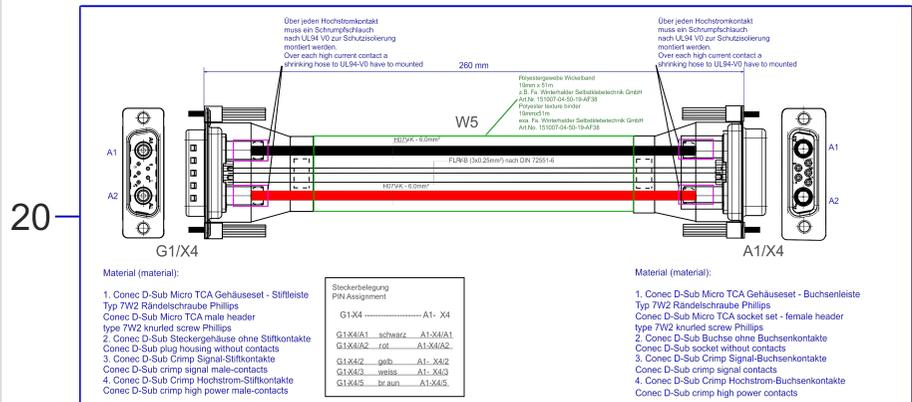 Über jeden Hochstromkontakt
muss ein Schrumpfschlauch
nach UL94 V0 zur Schutzisolierung
montiert werden.
Over each high current contact a
shrinking hose to UL94-V0 have to mounted
Über jeden Hochstromkontakt
muss ein Schrumpfschlauch
nach UL94 V0 zur Schutzisolierung
montiert werden.
Over each high current contact a
shrinking hose to UL94-V0 have to mounted
260 mm
Polyestergewebe Wickelband
19mm x 51m
z.B. Fa. Winterhalder Selbstklebetechnik GmbH
Art.Nr. 151007-04-50-19-AF38
Polyester texture binder
19mmx51m
exa. Fa. Winterhalder Selbstklebetechnik GmbH
Art.No. 151007-04-50-19-AF38
W5
H07V-K - 6.0mm²
FLRY-B (3x0.25mm²) nach DIN 72551-6
H07V-K - 6.0mm²
A1
A2
A1
A2
20
G1/X4
A1/X4
Material (material):
1. Conec D-Sub Micro TCA Gehäuseset - Stiftleiste
Typ 7W2 Rändelschraube Phillips
Conec D-Sub Micro TCA male header
type 7W2 knurled screw Phillips
2. Conec D-Sub Steckergehäuse ohne Stiftkontakte
Conec D-Sub plug housing without contacts
3. Conec D-Sub Crimp Signal-Stiftkontakte
Conec D-Sub crimp signal male-contacts
4. Conec D-Sub Crimp Hochstrom-Stiftkontakte
Conec D-Sub crimp high power male-contacts
Steckerbelegung
PIN Assignment
G1-X4 ------------------- A1- X4
G1-X4/A1 schwarz A1-X4/A1
G1-X4/A2 rot A1-X4/A2
G1-X4/2 gelb A1- X4/2
G1-X4/3 weiss A1- X4/3
G1-X4/5 braun A1-X4/5
Material (material):
1. Conec D-Sub Micro TCA Gehäuseset - Buchsenleiste
Typ 7W2 Rändelschraube Phillips
Conec D-Sub Micro TCA socket set - female header
type 7W2 knurled screw Phillips
2. Conec D-Sub Buchse ohne Buchsenkontakte
Conec D-Sub socket without contacts
3. Conec D-Sub Crimp Signal-Buchsenkontakte
Conec D-Sub crimp signal contacts
4. Conec D-Sub Crimp Hochstrom-Buchsenkontakte
Conec D-Sub crimp high power contacts